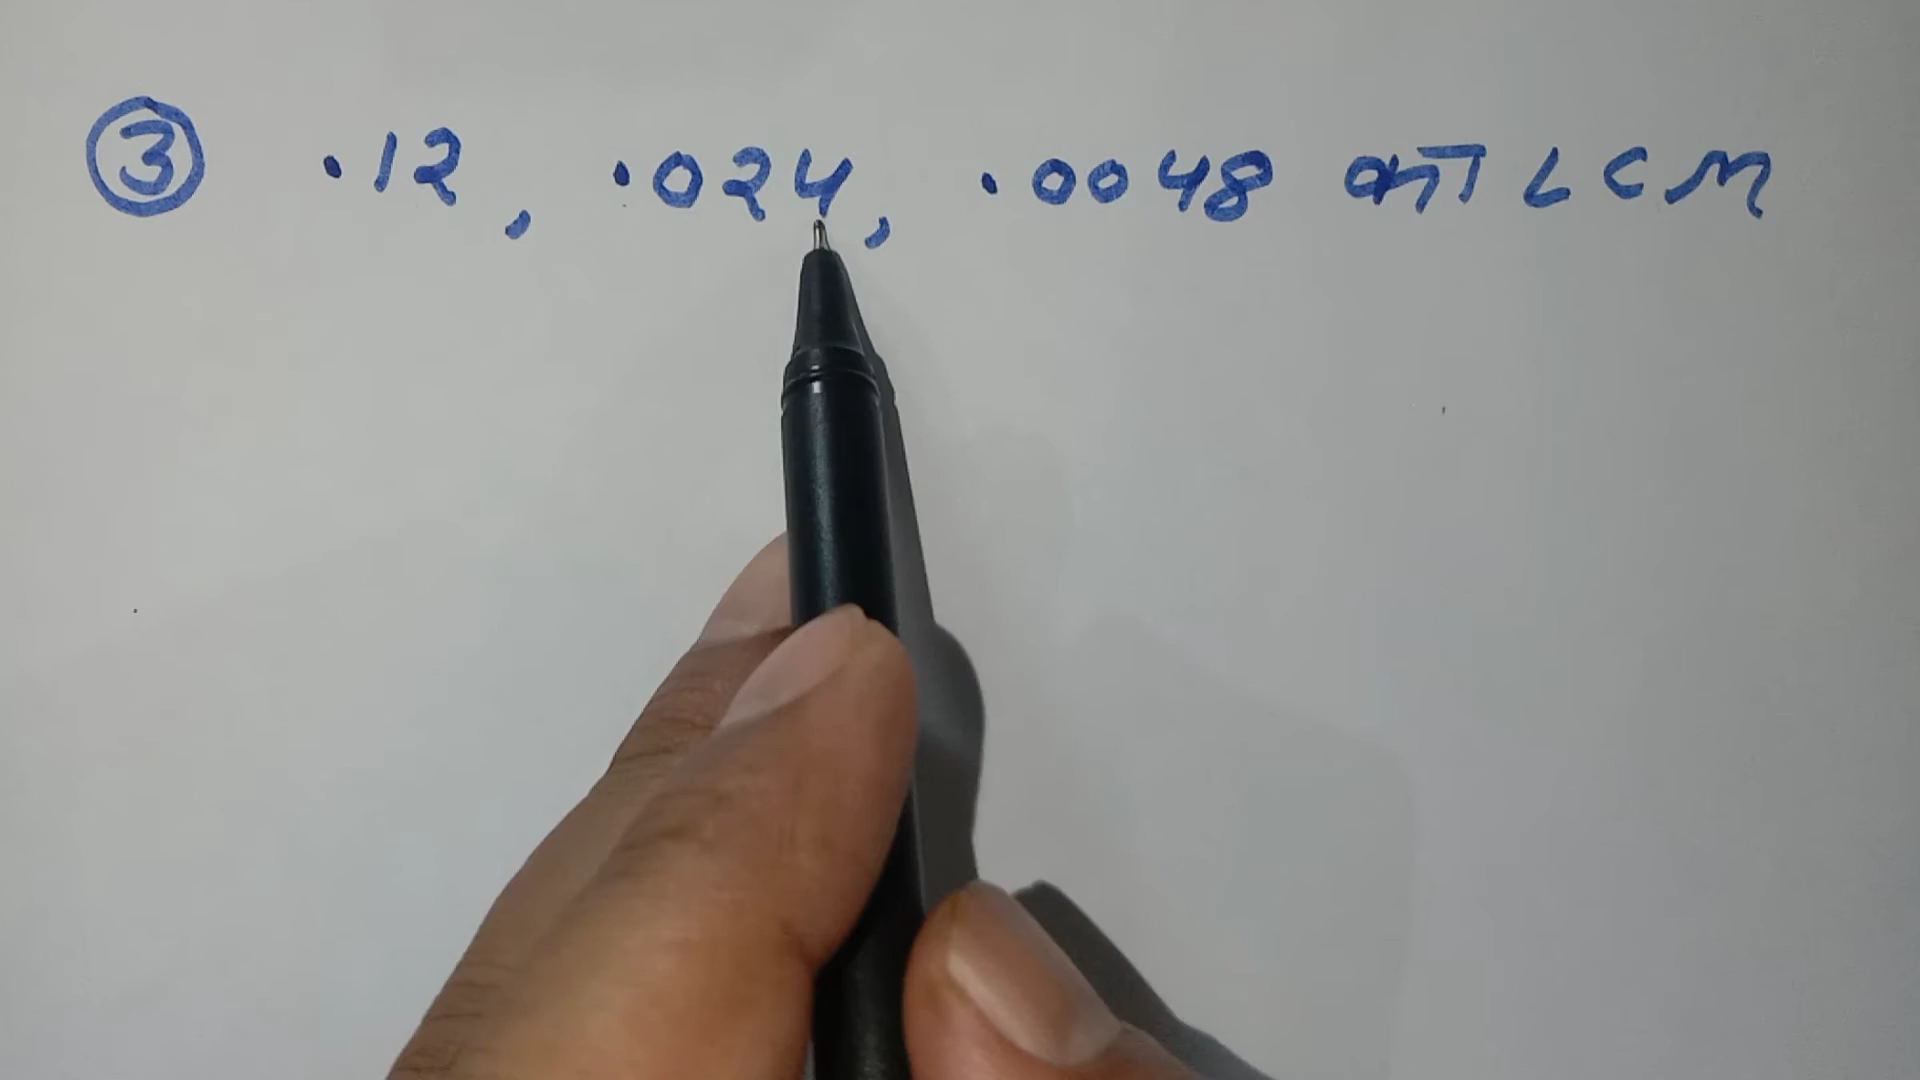 ③ .12, .024, .0048 का LCM